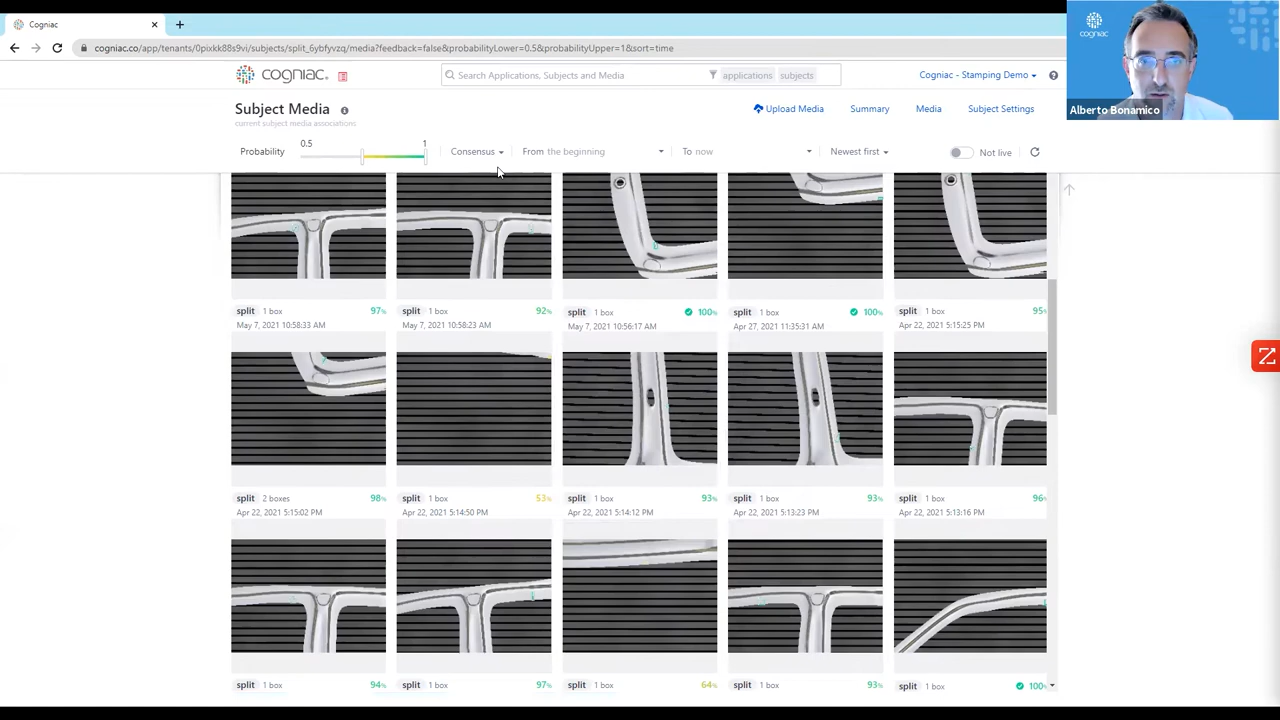 Cogniac
cogniac.co/app/tenants/0pixkk88s9vi/subjects/split_6ybfyvzq/media?feedback=false&probabilityLower=0.5&probabilityUpper=1&sort=time
cogniac
cogniac
Search Applications, Subjects and Media
applications
subjects
Cogniac - Stamping Demo
Alberto Bonamico
Subject Media
current subject media associations
Upload Media
Summary
Media
Subject Settings
Probability
0.5
1
Consensus
From the beginning
To now
Newest first
Not live
split 1 box 97%
May 7, 2021 10:58:33 AM
split 1 box 92%
May 7, 2021 10:58:23 AM
split 1 box 100%
May 7, 2021 10:56:17 AM
split 1 box 100%
Apr 27, 2021 11:35:31 AM
split 1 box 95%
Apr 22, 2021 5:15:25 PM
split 2 boxes 98%
Apr 22, 2021 5:15:02 PM
split 1 box 53%
Apr 22, 2021 5:14:50 PM
split 1 box 93%
Apr 22, 2021 5:14:12 PM
split 1 box 93%
Apr 22, 2021 5:13:23 PM
split 1 box 96%
Apr 22, 2021 5:13:16 PM
split 1 box 94%
split 1 box 97%
split 1 box 64%
split 1 box 93%
split 1 box 100%